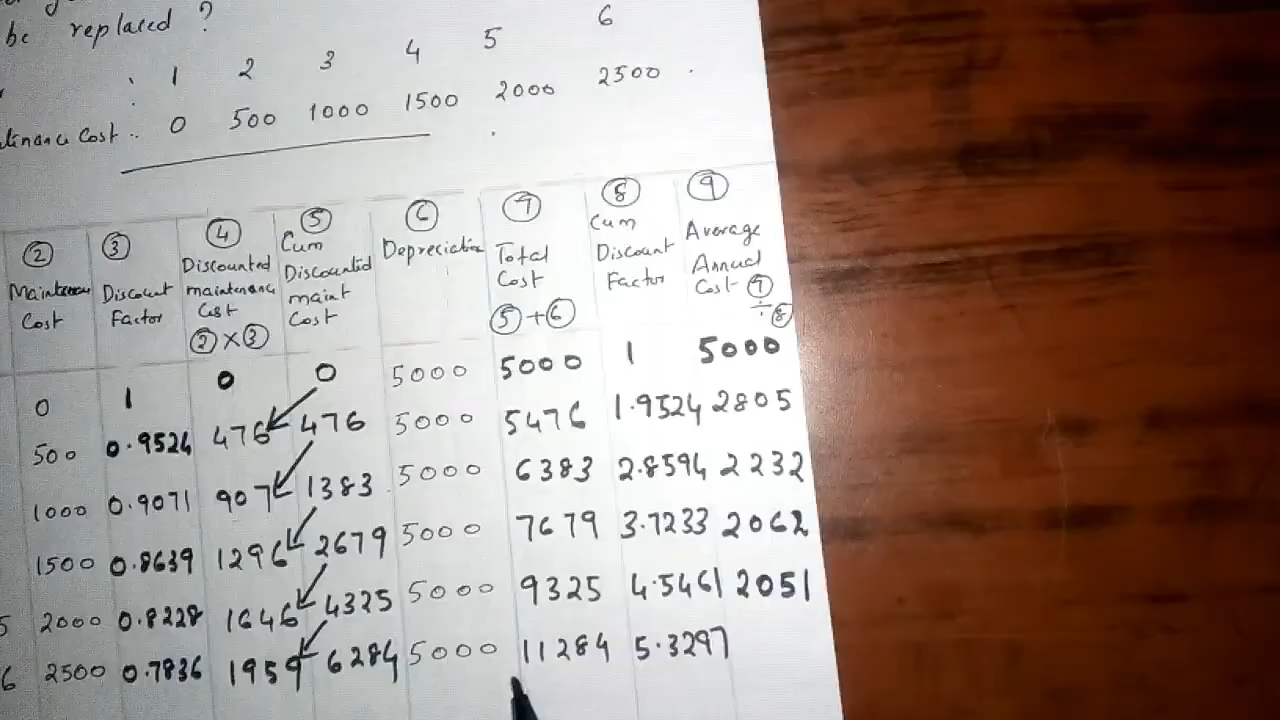 be replaced ?
: 1 2 3 4 5 6
tenance Cost .. 0 500 1000 1500 2000 2500 .
② ③ ④ ⑤ ⑥ ⑦ ⑧ ⑨
Maintenance Cost
Discount Factor
Discounted maintenance Cost ② × ③
Cum Discounted maint Cost
Depreciation
Total Cost ⑤ + ⑥
Cum Discount Factor
Average Annual Cost ⑦ ÷ ⑧
0 1 0 0 5000 5000 1 5000
500 0.9524 476 476 5000 5476 1.9524 2805
1000 0.9071 907 1383 5000 6383 2.8594 2232
1500 0.8639 1296 2679 5000 7679 3.7233 2062
5 2000 0.8228 1646 4325 5000 9325 4.5461 2051
6 2500 0.7836 1959 6284 5000 11284 5.3297